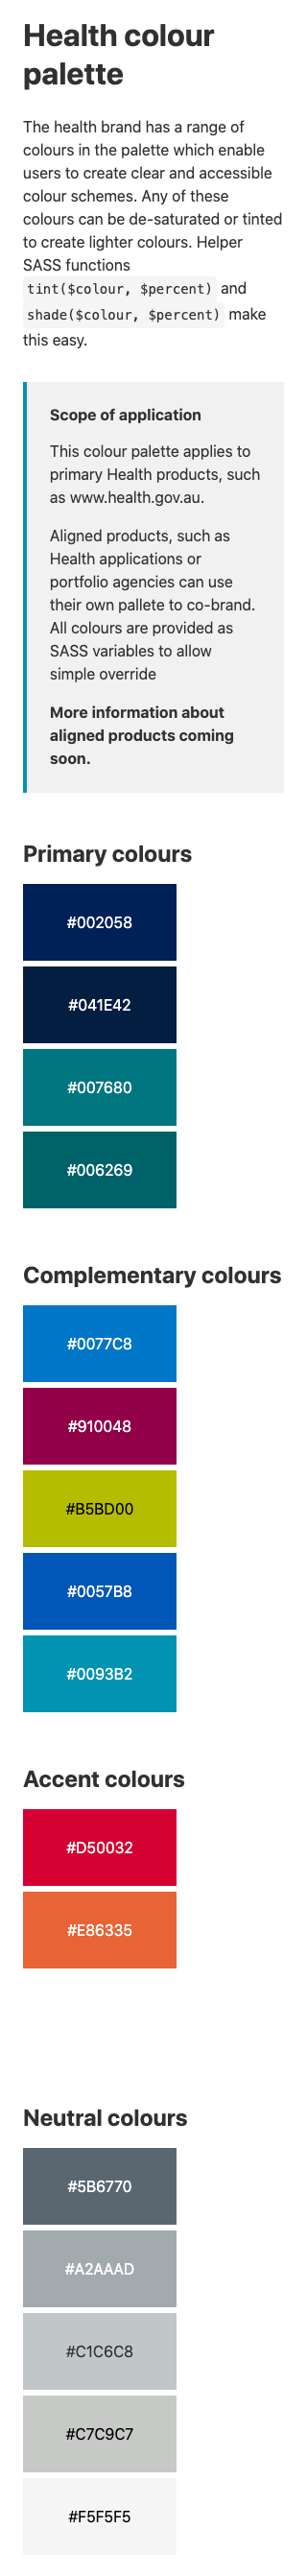 Health colour
palette
The health brand has a range of
colours in the palette which enable
users to create clear and accessible
colour schemes. Any of these
colours can be de-saturated or tinted
to create lighter colours. Helper
SASS functions
tint($colour, $percent) and
shade($colour, $percent) make
this easy.
Scope of application
This colour palette applies to
primary Health products, such
as www.health.gov.au.
Aligned products, such as
Health applications or
portfolio agencies can use
their own pallete to co-brand.
All colours are provided as
SASS variables to allow
simple override
More information about
aligned products coming
soon.
Primary colours
#002058
#041E42
#007680
#006269
Complementary colours
#0077C8
#910048
#B5BD00
#0057B8
#0093B2
Accent colours
#D50032
#E86335
Neutral colours
#5B6770
#A2AAAD
#C1C6C8
#C7C9C7
#F5F5F5